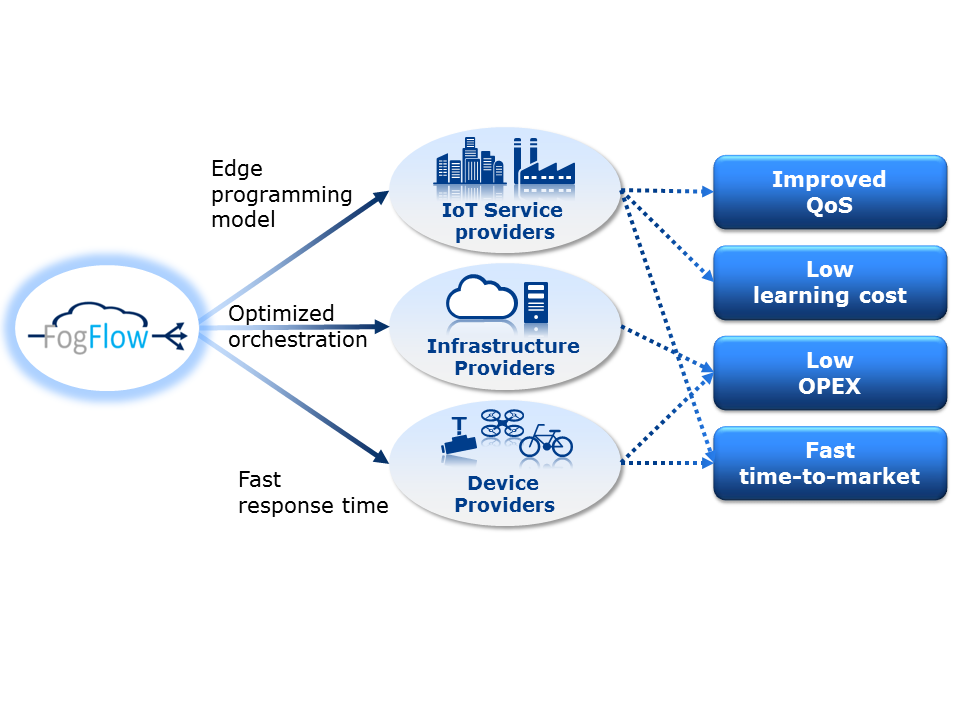 Edge
programming
model
FogFlow
Optimized
orchestration
Fast
response time
IoT Service
providers
Infrastructure
Providers
Device
Providers
Improved
QoS
Low
learning cost
Low
OPEX
Fast
time-to-market